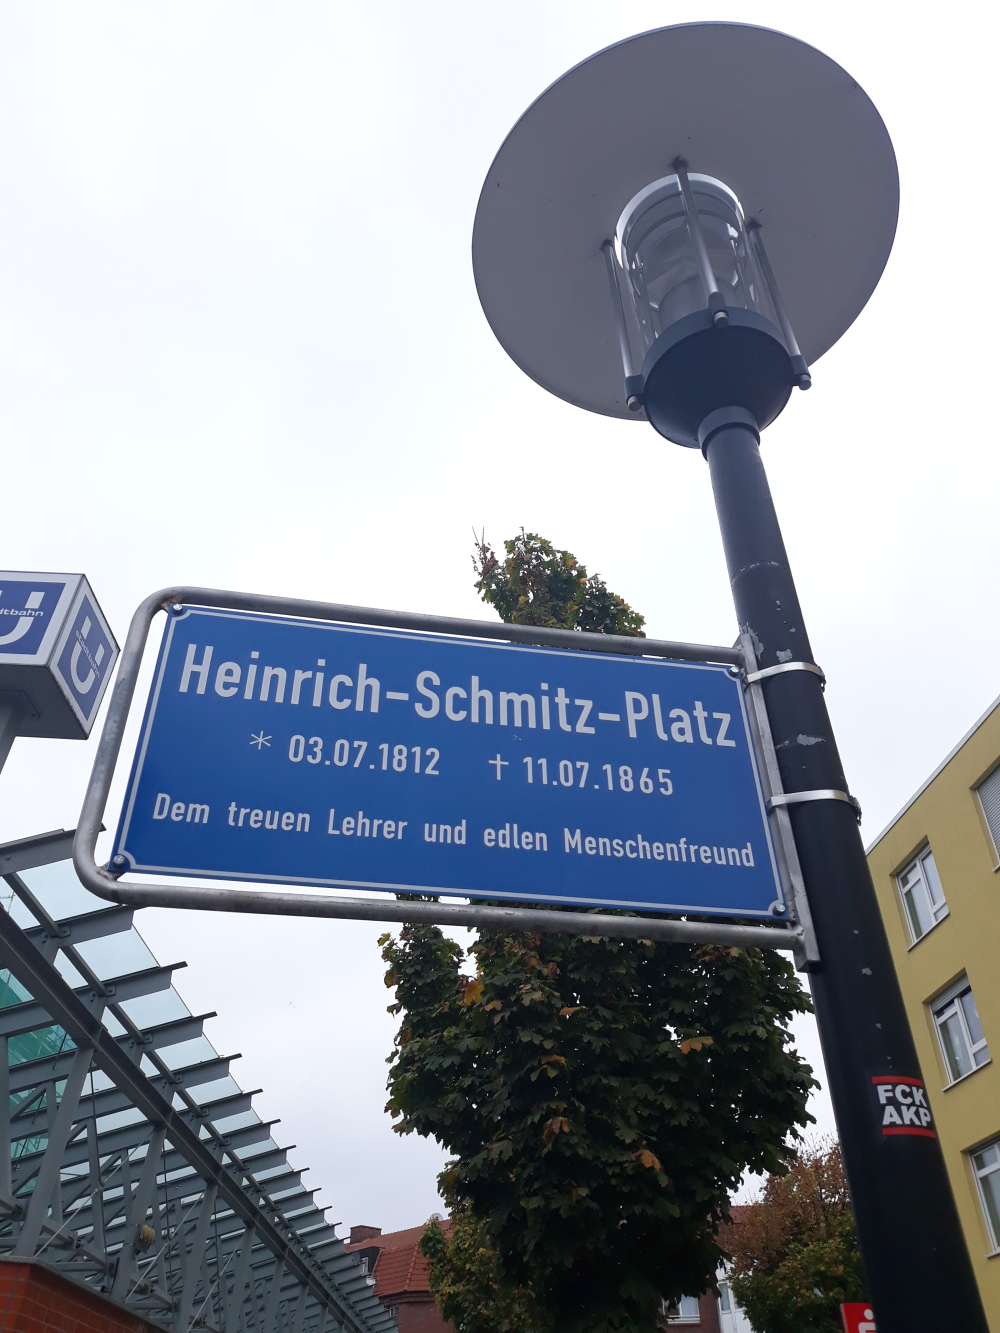 Heinrich-Schmitz-Platz
* 03.07.1812 † 11.07.1865
Dem treuen Lehrer und edlen Menschenfreund
U
U
FCK
AKP